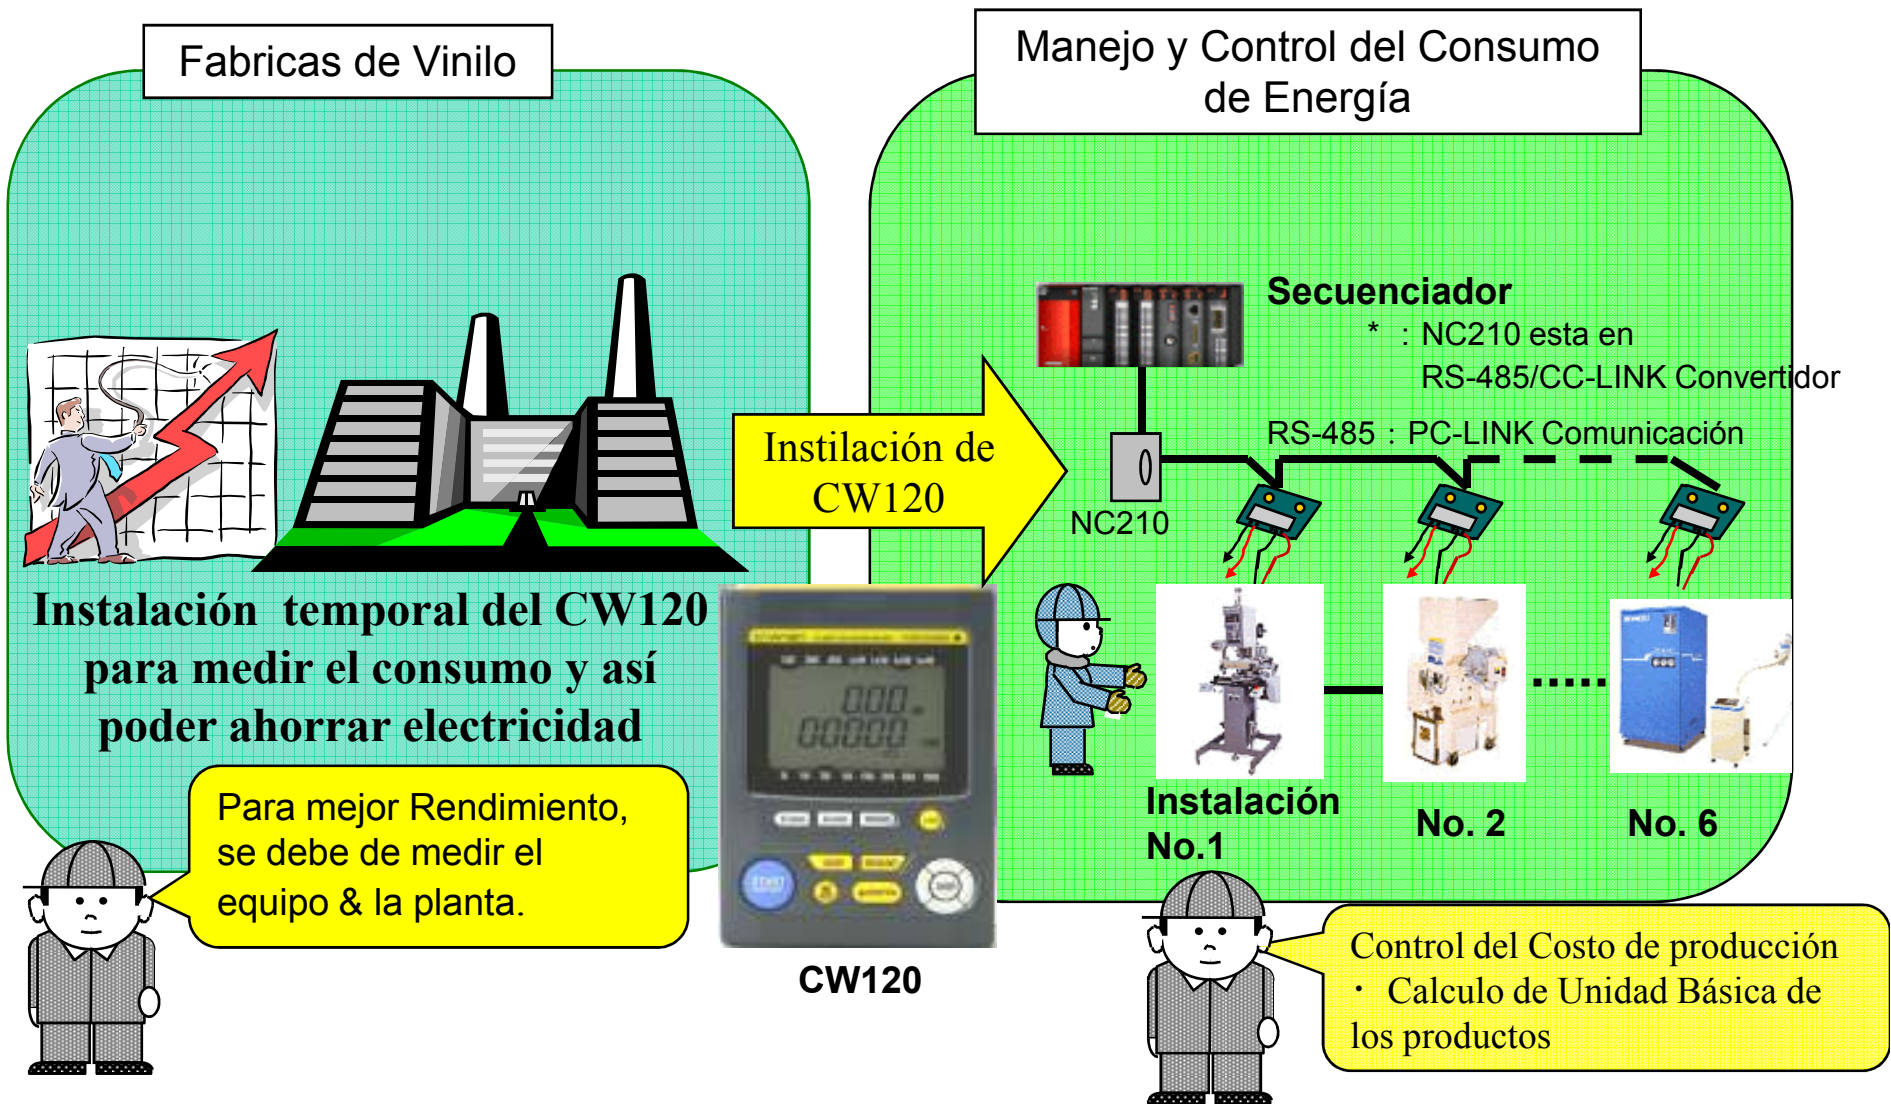 Fabricas de Vinilo
Manejo y Control del Consumo
de Energía
Secuenciador
* : NC210 esta en
RS-485/CC-LINK Convertidor
RS-485 : PC-LINK Comunicación
NC210
Instilación de
CW120
Instalación temporal del CW120
para medir el consumo y así
poder ahorrar electricidad
Para mejor Rendimiento,
se debe de medir el
equipo & la planta.
000
00000
CW120
Instalación
No.1
No. 2
No. 6
Control del Costo de producción
・ Calculo de Unidad Básica de
los productos